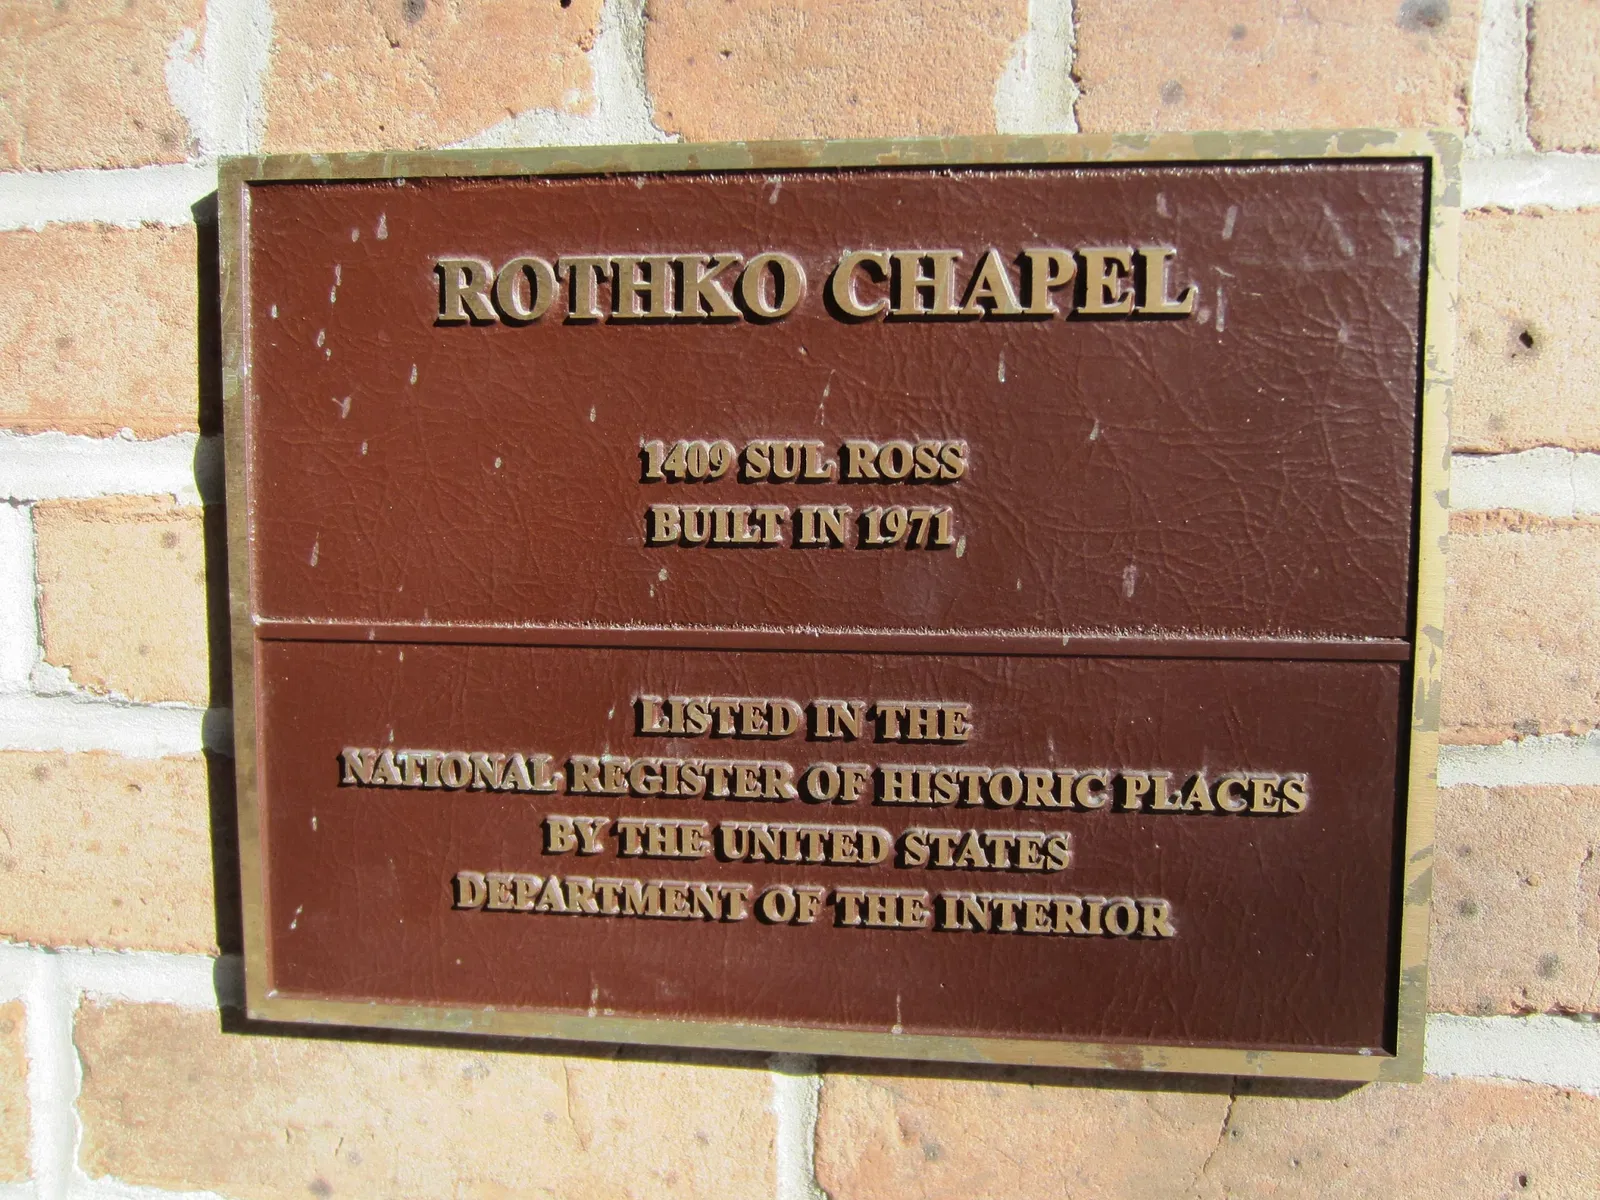 ROTHKO CHAPEL
1409 SUL ROSS
BUILT IN 1971
LISTED IN THE
NATIONAL REGISTER OF HISTORIC PLACES
BY THE UNITED STATES
DEPARTMENT OF THE INTERIOR